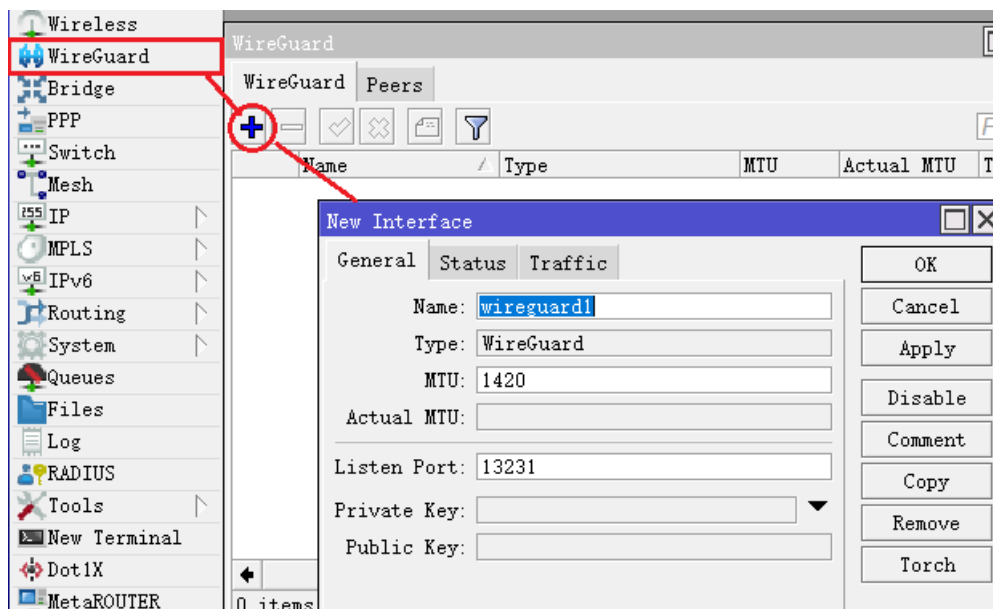 Wireless
WireGuard
Bridge
PPP
Switch
Mesh
255 IP
MPLS
v6 IPv6
Routing
System
Queues
Files
Log
RADIUS
Tools
New Terminal
Dot1X
MetaROUTER
WireGuard
WireGuard Peers
F
Name Type MTU Actual MTU T
New Interface
General Status Traffic
Name: wireguard1
Type: WireGuard
MTU: 1420
Actual MTU:
Listen Port: 13231
Private Key:
Public Key:
OK
Cancel
Apply
Disable
Comment
Copy
Remove
Torch
0 items